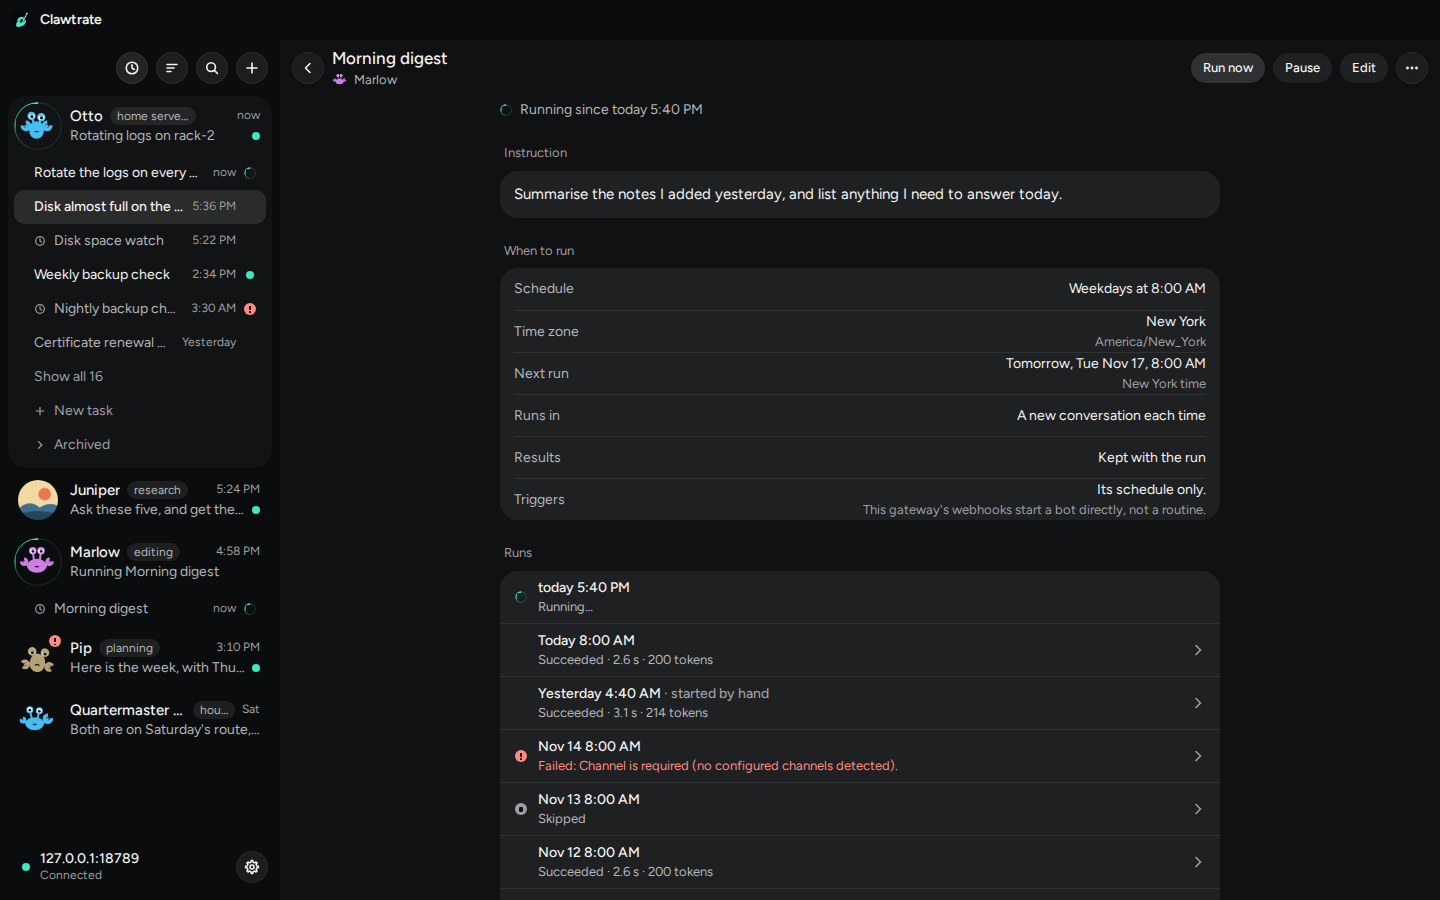 Clawtrate
Otto
home serve...
now
Rotating logs on rack-2
Rotate the logs on every ...
now
Disk almost full on the ...
5:36 PM
Disk space watch
5:22 PM
Weekly backup check
2:34 PM
Nightly backup ch...
3:30 AM
Certificate renewal ...
Yesterday
Show all 16
New task
Archived
Juniper
research
5:24 PM
Ask these five, and get the...
Marlow
editing
4:58 PM
Running Morning digest
Morning digest
now
Pip
planning
3:10 PM
Here is the week, with Thu...
Quartermaster ...
hou...
Sat
Both are on Saturday's route,...
127.0.0.1:18789
Connected
Morning digest
Marlow
Run now
Pause
Edit
Running since today 5:40 PM
Instruction
Summarise the notes I added yesterday, and list anything I need to answer today.
When to run
Schedule
Weekdays at 8:00 AM
Time zone
New York
America/New_York
Next run
Tomorrow, Tue Nov 17, 8:00 AM
New York time
Runs in
A new conversation each time
Results
Kept with the run
Triggers
Its schedule only.
This gateway's webhooks start a bot directly, not a routine.
Runs
today 5:40 PM
Running...
Today 8:00 AM
Succeeded · 2.6 s · 200 tokens
Yesterday 4:40 AM · started by hand
Succeeded · 3.1 s · 214 tokens
Nov 14 8:00 AM
Failed: Channel is required (no configured channels detected).
Nov 13 8:00 AM
Skipped
Nov 12 8:00 AM
Succeeded · 2.6 s · 200 tokens